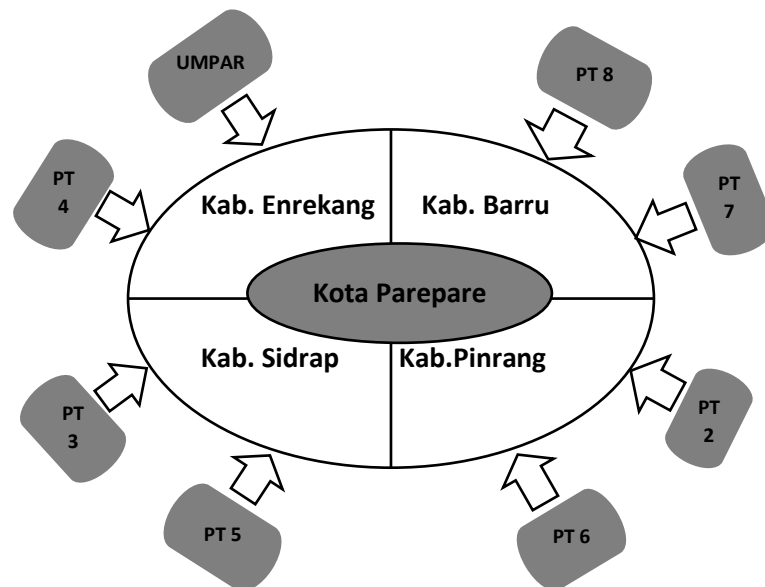 UMPAR
PT 8
PT
4
PT
7
Kab. Enrekang
Kab. Barru
Kota Parepare
Kab. Sidrap
Kab.Pinrang
PT
3
PT
2
PT 5
PT 6